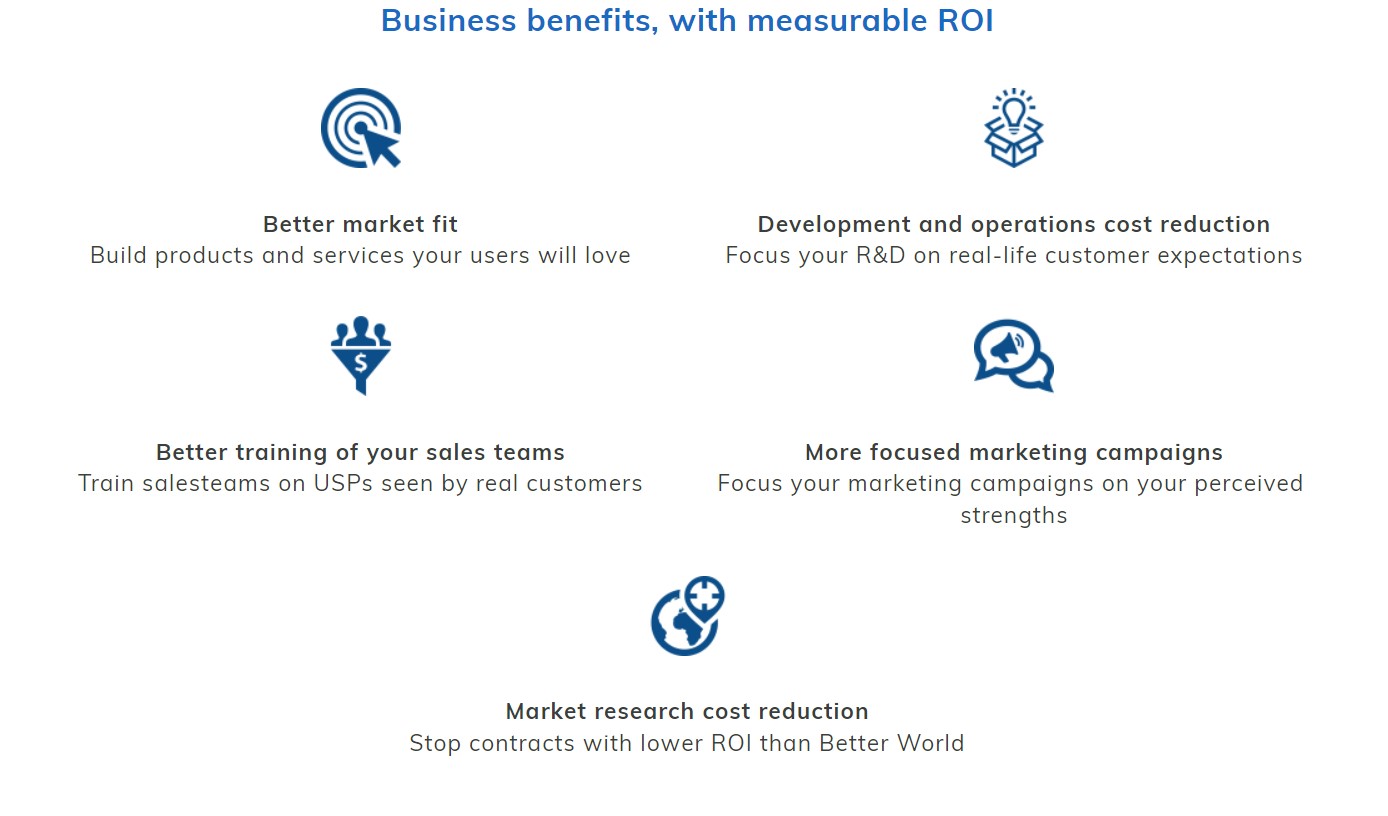 Business benefits, with measurable ROI
Better market fit
Build products and services your users will love
Development and operations cost reduction
Focus your R&D on real-life customer expectations
$
Better training of your sales teams
Train salesteams on USPs seen by real customers
More focused marketing campaigns
Focus your marketing campaigns on your perceived
strengths
Market research cost reduction
Stop contracts with lower ROI than Better World